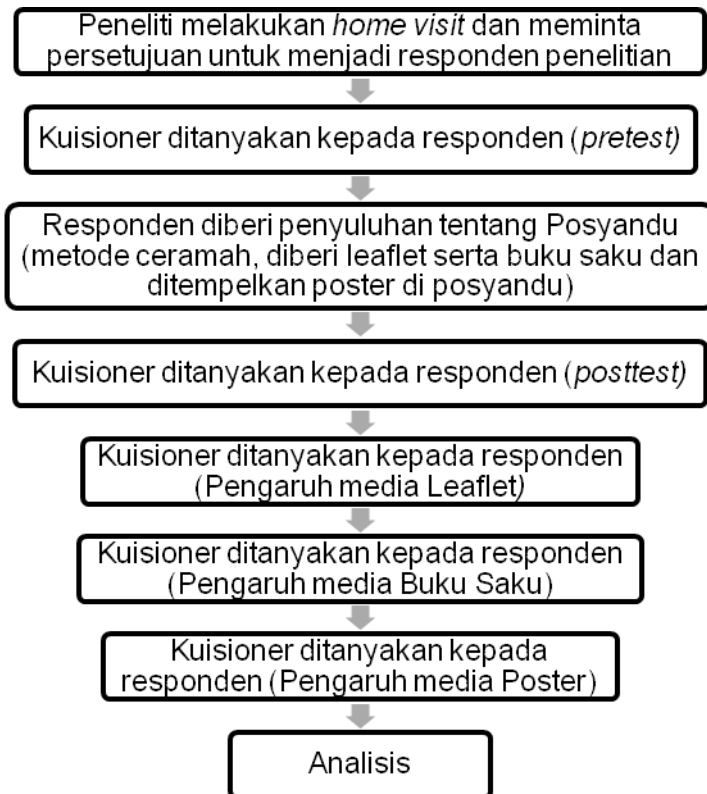 Peneliti melakukan home visit dan meminta
persetujuan untuk menjadi responden penelitian
Kuisioner ditanyakan kepada responden (pretest)
Responden diberi penyuluhan tentang Posyandu
(metode ceramah, diberi leaflet serta buku saku dan
ditempelkan poster di posyandu)
Kuisioner ditanyakan kepada responden (posttest)
Kuisioner ditanyakan kepada responden
(Pengaruh media Leaflet)
Kuisioner ditanyakan kepada responden
(Pengaruh media Buku Saku)
Kuisioner ditanyakan kepada
responden (Pengaruh media Poster)
Analisis